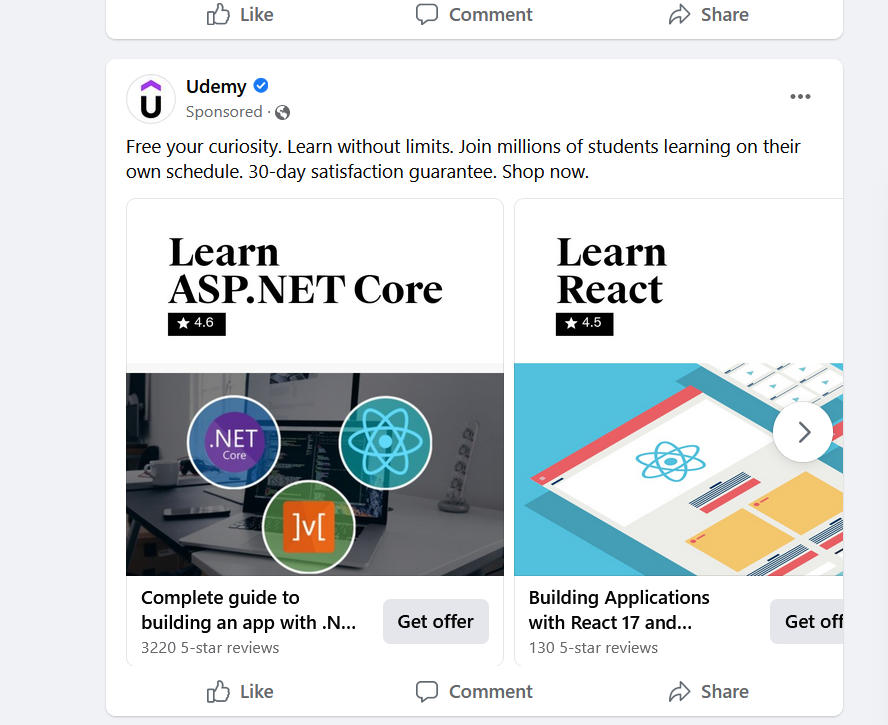 Like Comment Share
Udemy
Sponsored ·
Free your curiosity. Learn without limits. Join millions of students learning on their
own schedule. 30-day satisfaction guarantee. Shop now.
Learn
ASP.NET Core
★ 4.6
.NET
Core
]v[
Complete guide to
building an app with .N...
3220 5-star reviews
Get offer
Learn
React
★ 4.5
Building Applications
with React 17 and...
130 5-star reviews
Get off
Like Comment Share